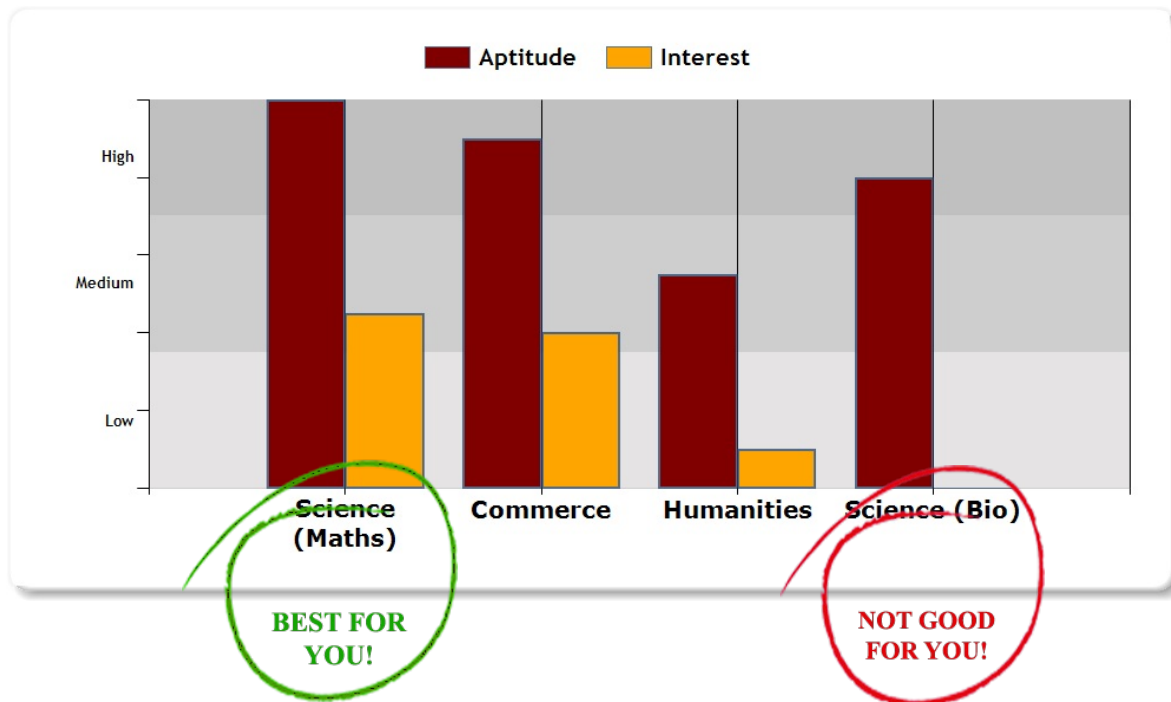 Aptitude Interest
High
Medium
Low
Science
(Maths)
Commerce
Humanities
Science (Bio)
BEST FOR
YOU!
NOT GOOD
FOR YOU!